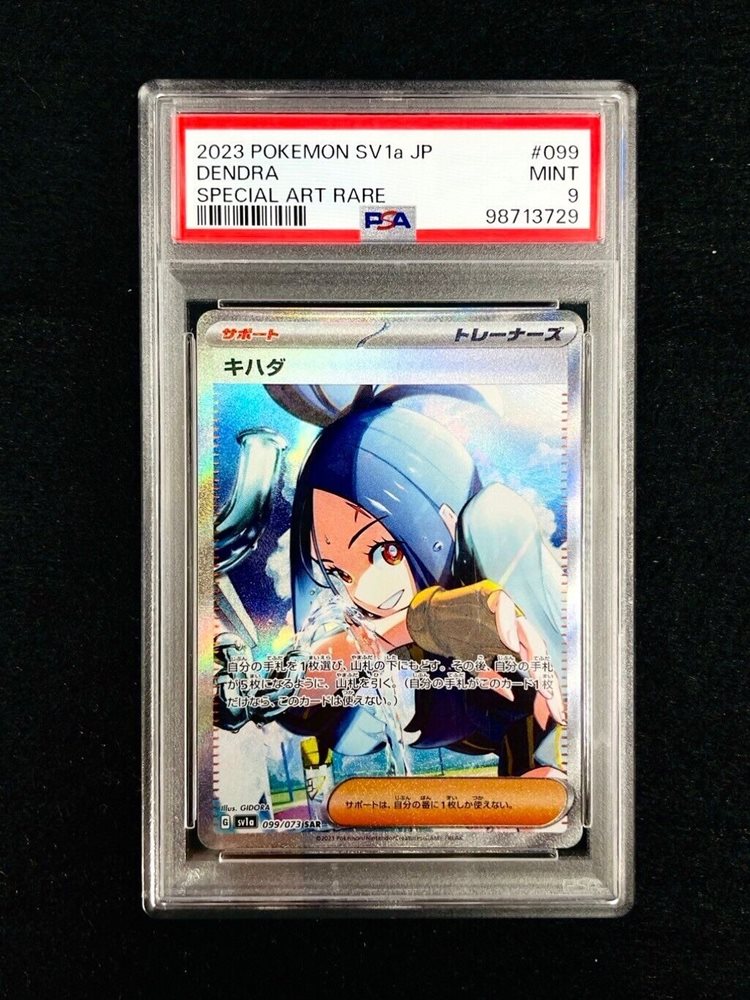 2023 POKEMON SV1a JP #099
DENDRA MINT
SPECIAL ART RARE 9
PSA 98713729
サポート トレーナーズ
キハダ
自分の手札を1枚選び、山札の下にもどす。その後、自分の手札
が5枚になるように、山札を引く。（自分の手札がこのカード1枚
だけなら、このカードは使えない。）
サポートは、自分の番に1枚しか使えない。
Illus. GIDORA
G sv1a 099/073 SAR
©2023 Pokémon/Nintendo/Creatures/GAME FREAK